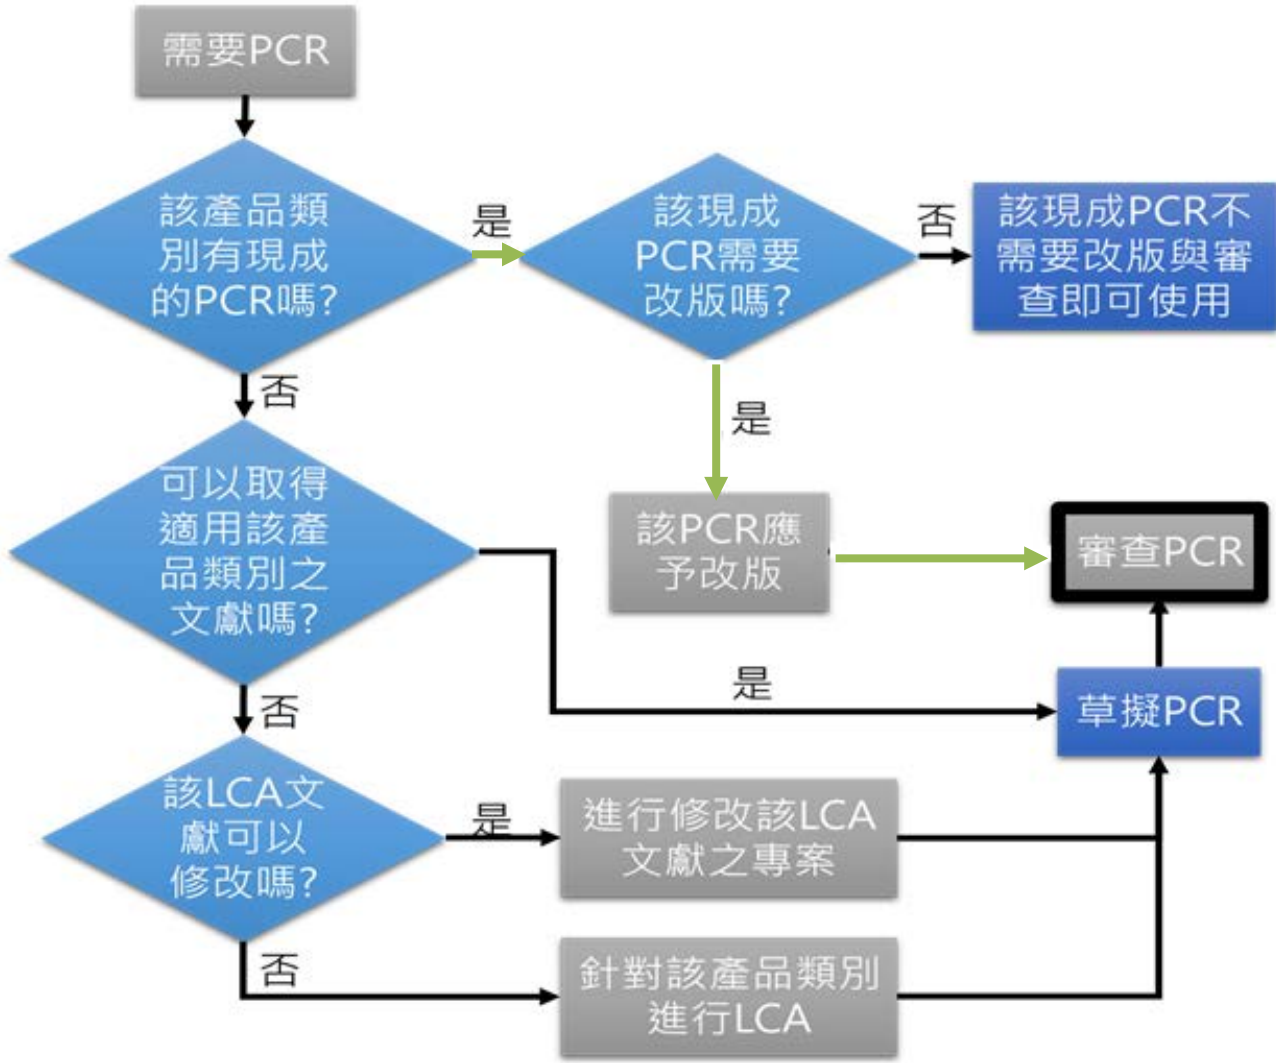 需要PCR
該產品類
別有現成
的PCR嗎?
是
該現成
PCR需要
改版嗎?
否
該現成PCR不
需要改版與審
查即可使用
否
是
可以取得
適用該產
品類別之
文獻嗎?
該PCR應
予改版
審查PCR
是
草擬PCR
否
該LCA文
獻可以
修改嗎?
是
進行修改該LCA
文獻之專案
否
針對該產品類別
進行LCA